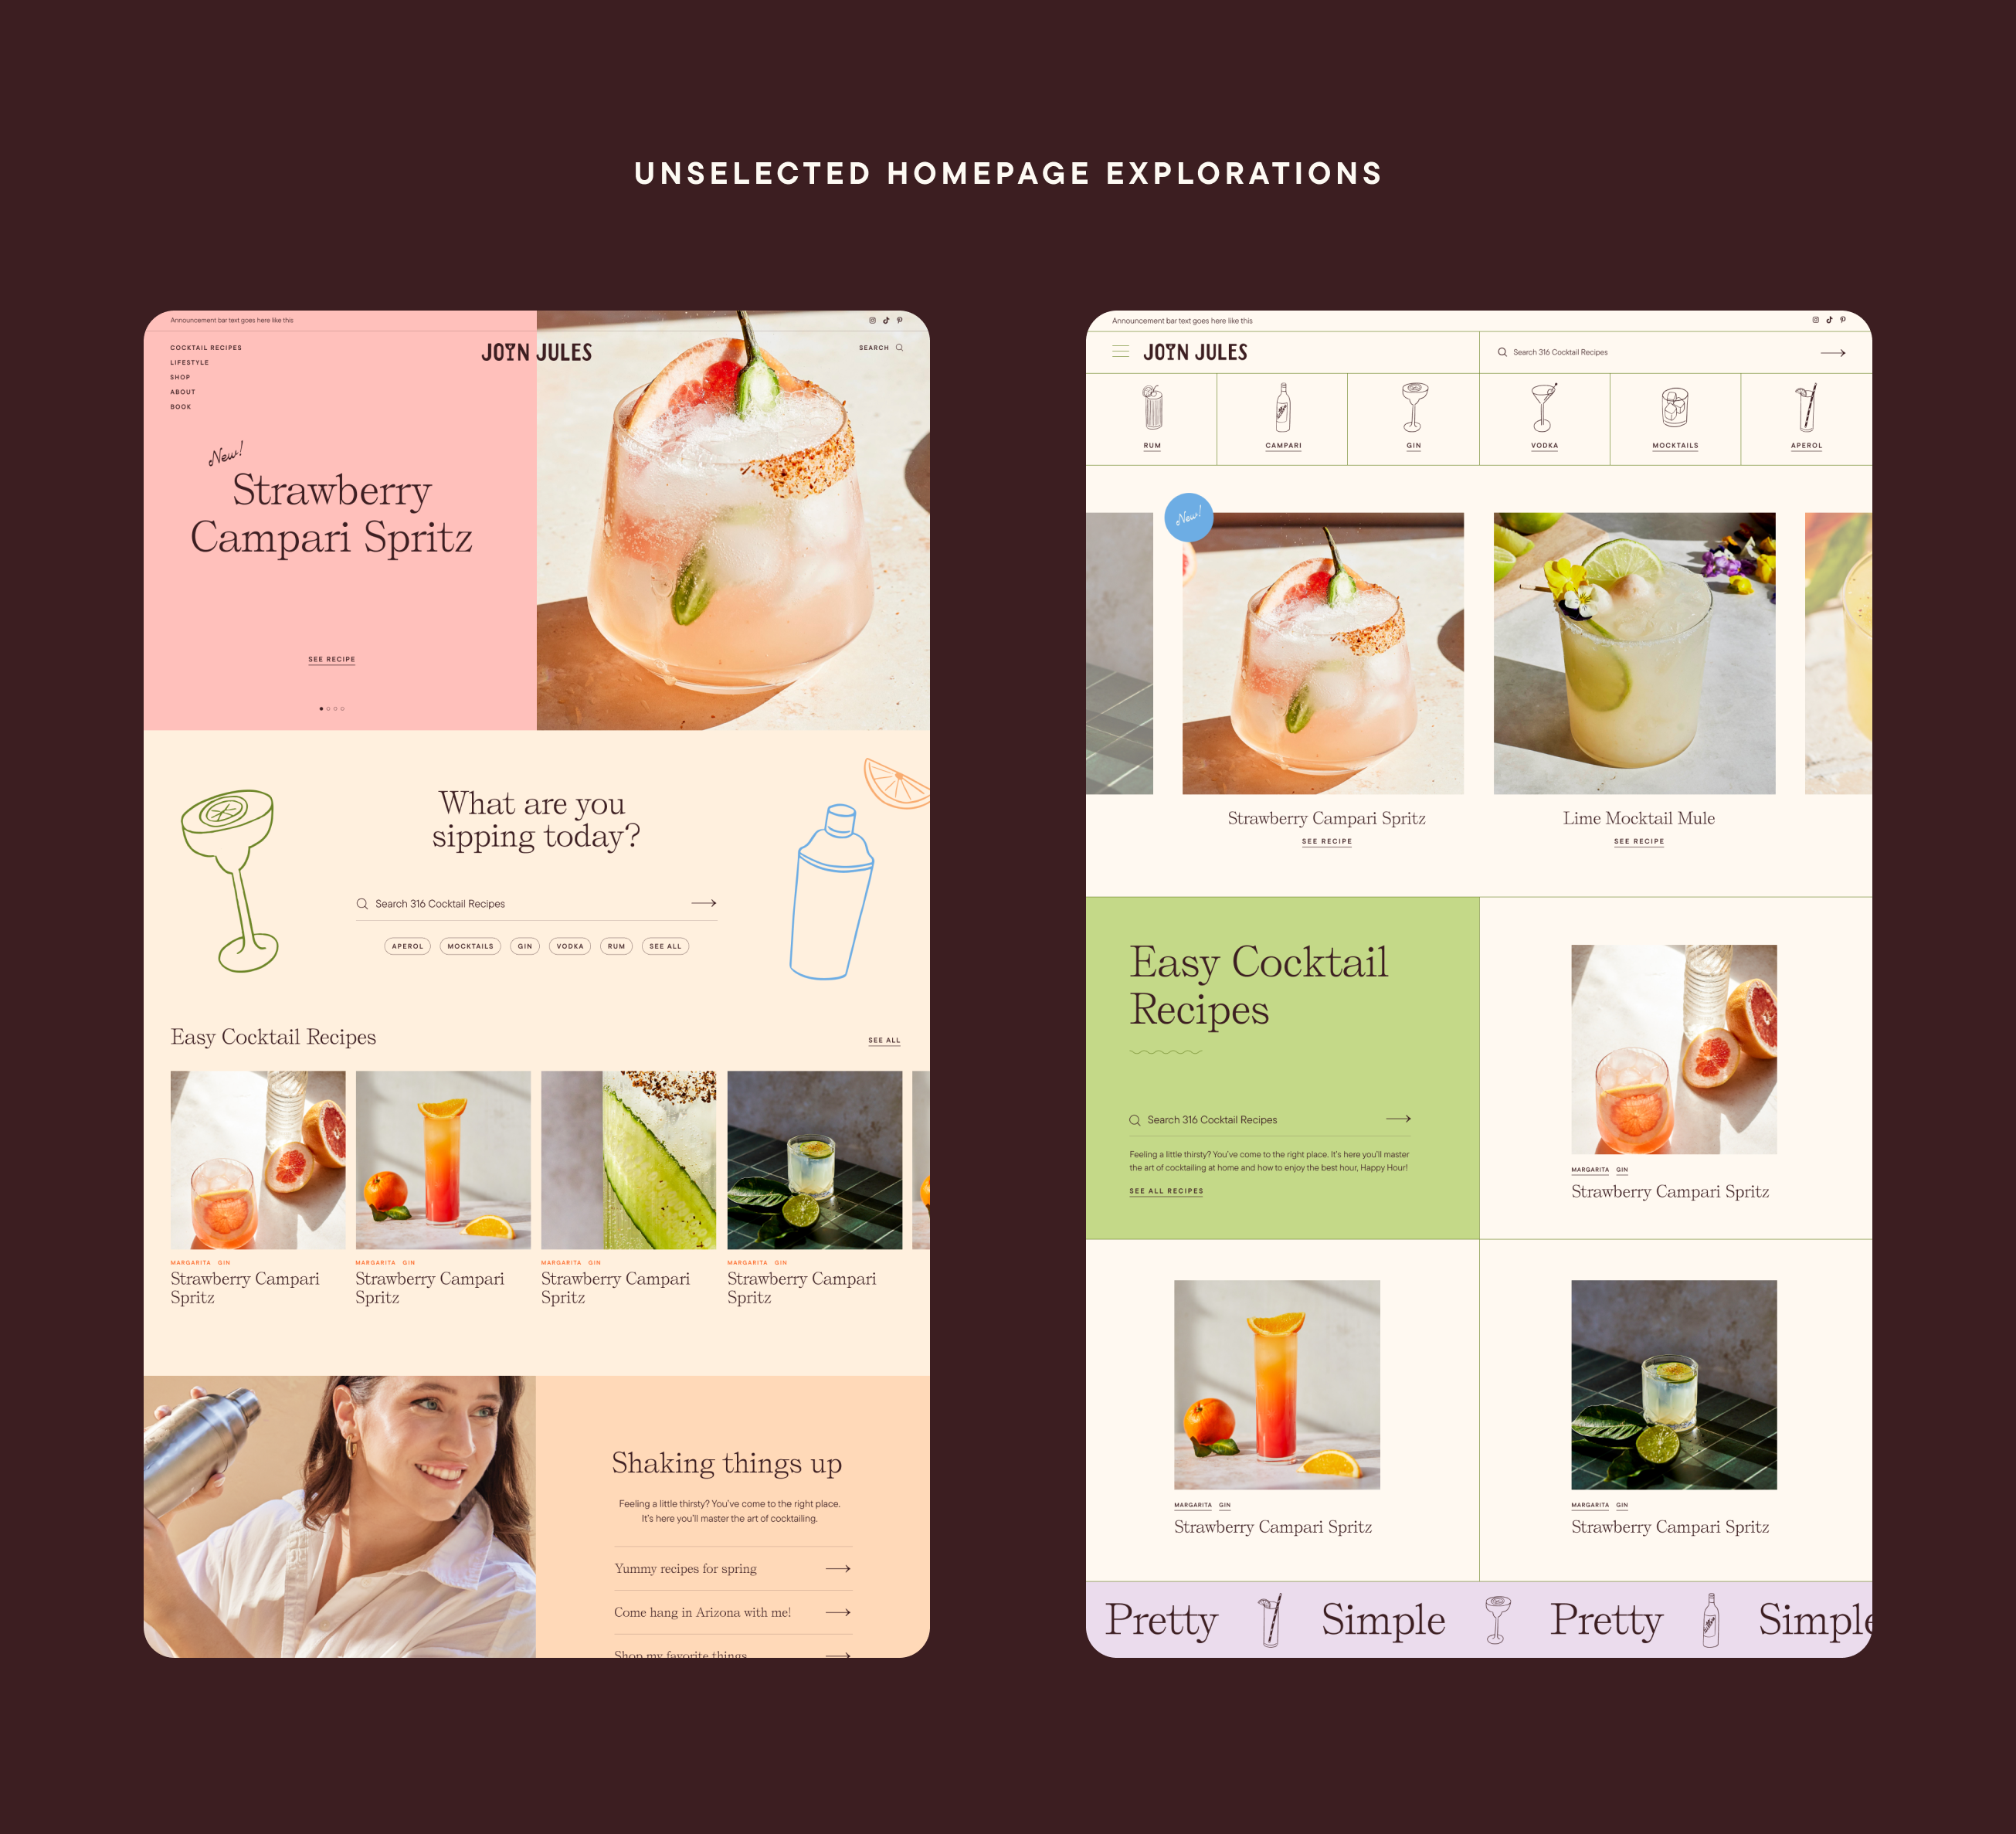 UNSELECTED HOMEPAGE EXPLORATIONS
Announcement bar text goes here like this
COCKTAIL RECIPES
LIFESTYLE
SHOP
ABOUT
BOOK
JOYN JULES
SEARCH
New!
Strawberry
Campari Spritz
SEE RECIPE
What are you
sipping today?
Search 316 Cocktail Recipes
APEROL MOCKTAILS GIN VODKA RUM SEE ALL
Easy Cocktail Recipes
SEE ALL
MARGARITA GIN
Strawberry Campari
Spritz
MARGARITA GIN
Strawberry Campari
Spritz
MARGARITA GIN
Strawberry Campari
Spritz
MARGARITA GIN
Strawberry Campari
Spritz
Shaking things up
Feeling a little thirsty? You've come to the right place.
It's here you'll master the art of cocktailing.
Yummy recipes for spring
Come hang in Arizona with me!
Shop my favorite things
Announcement bar text goes here like this
JOYN JULES
Search 316 Cocktail Recipes
RUM
CAMPARI
GIN
VODKA
MOCKTAILS
APEROL
New!
Strawberry Campari Spritz
SEE RECIPE
Lime Mocktail Mule
SEE RECIPE
Easy Cocktail
Recipes
Search 316 Cocktail Recipes
Feeling a little thirsty? You've come to the right place. It's here you'll master
the art of cocktailing at home and how to enjoy the best hour, Happy Hour!
SEE ALL RECIPES
MARGARITA GIN
Strawberry Campari Spritz
MARGARITA GIN
Strawberry Campari Spritz
MARGARITA GIN
Strawberry Campari Spritz
Pretty Simple Pretty Simple